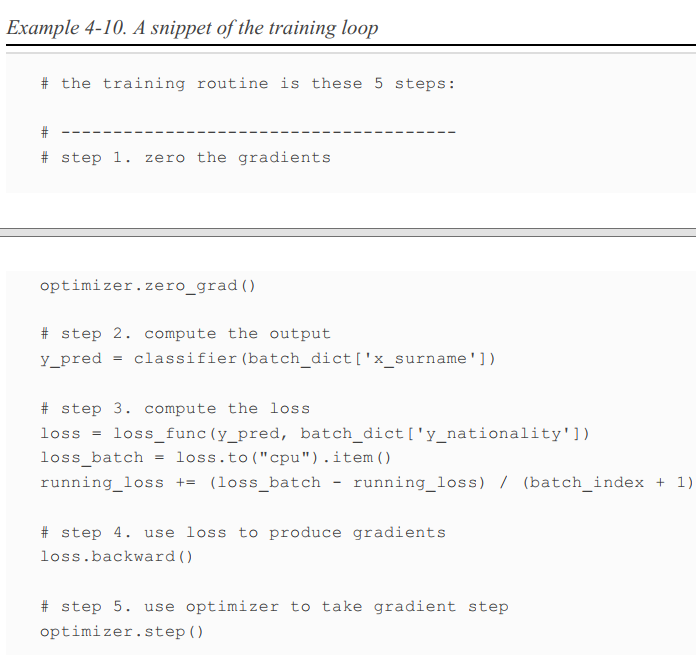 Example 4-10. A snippet of the training loop
# the training routine is these 5 steps:
# --------------------------------------
# step 1. zero the gradients
optimizer.zero_grad()
# step 2. compute the output
y_pred = classifier(batch_dict['x_surname'])
# step 3. compute the loss
loss = loss_func(y_pred, batch_dict['y_nationality'])
loss_batch = loss.to("cpu").item()
running_loss += (loss_batch - running_loss) / (batch_index + 1)
# step 4. use loss to produce gradients
loss.backward()
# step 5. use optimizer to take gradient step
optimizer.step()